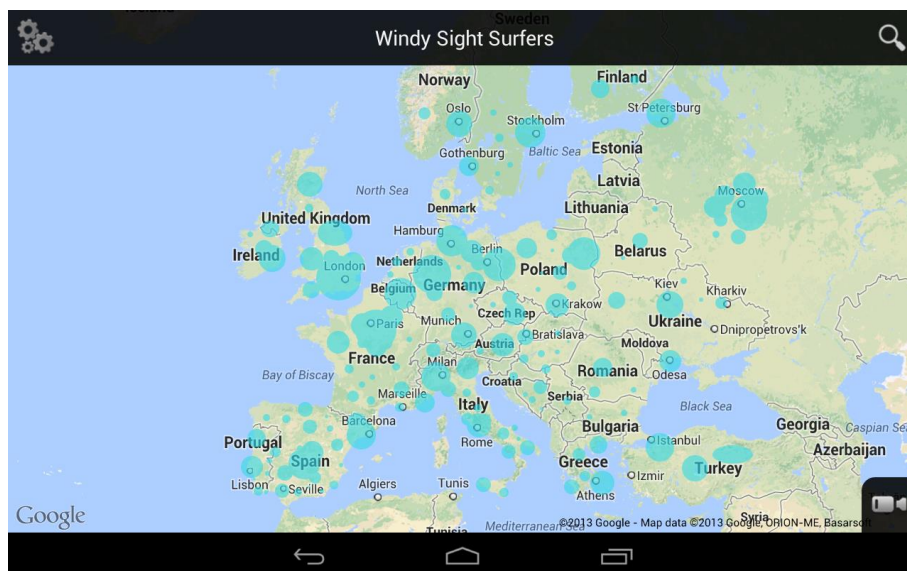 Sweden
Windy Sight Surfers
Norway
Finland
Oslo
St Petersburg
Stockholm
Gothenburg
Baltic Sea
Estonia
North Sea
Latvia
Moscow
Denmark
Lithuania
United Kingdom
Hamburg
Ireland
Netherlands
Berlin
Belarus
London
Poland
Belgium
Germany
Kiev
Kharkiv
Czech Rep
Krakow
Paris
Munich
Ukraine
Bratislava
Dnipropetrovs'k
Austria
Moldova
France
Milan
Romania
Odesa
Bay of Biscay
Croatia
Marseille
Serbia
Italy
Black Sea
Barcelona
Bulgaria
Georgia
Caspian Se
Portugal
Rome
Istanbul
Azerbaijan
Spain
Greece
Turkey
Lisbon
Seville
Algiers
Tunis
Izmir
Athens
Google
Syria
Tunisia
Mediterranean Sea
©2013 Google - Map data ©2013 Google, ORION-ME, Basarsoft